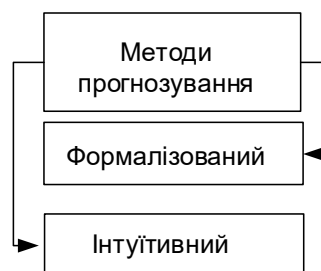 Методи
прогнозування
Формалізований
Інтуїтивний